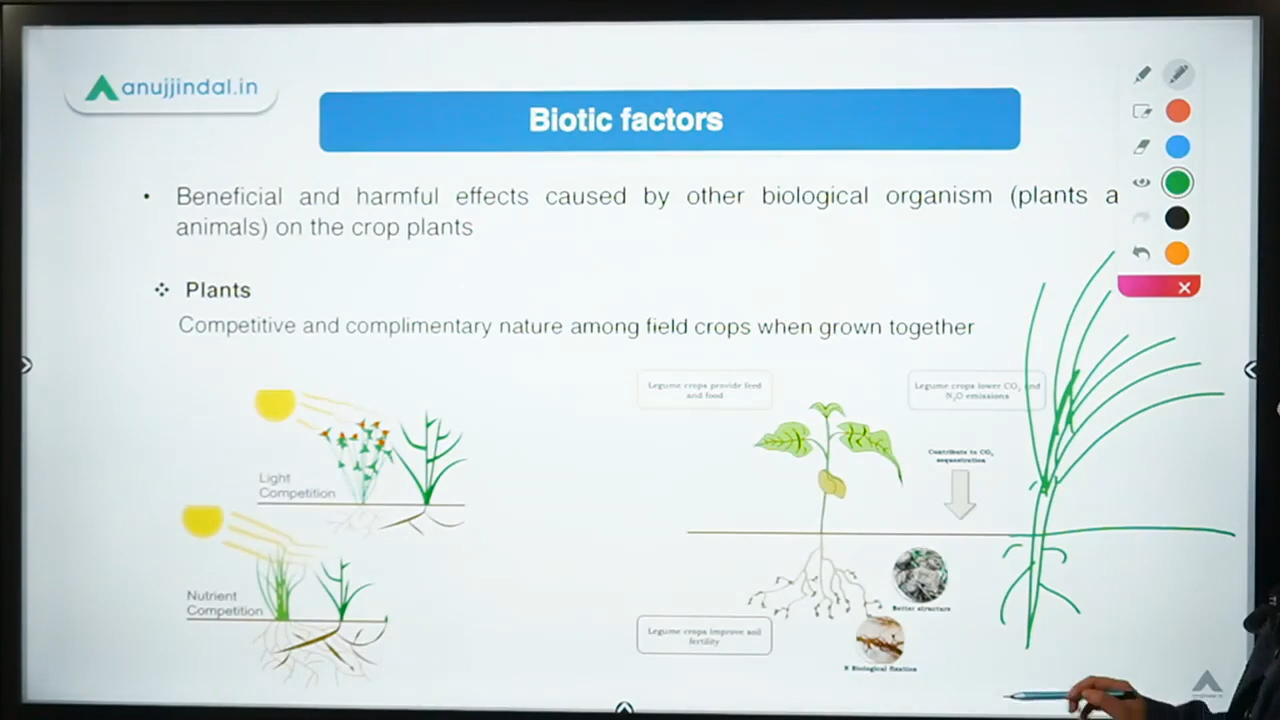 anujjindal.in
Biotic factors
• Beneficial and harmful effects caused by other biological organism (plants a
animals) on the crop plants
❖ Plants
Competitive and complimentary nature among field crops when grown together
Light
Competition
Nutrient
Competition
Legume crops provide feed
and food
Legume crops lower CO₂ and
N₂O emissions
Contribute to CO₂
sequestration
Better structure
Legume crops improve soil
fertility
N Biological fixation